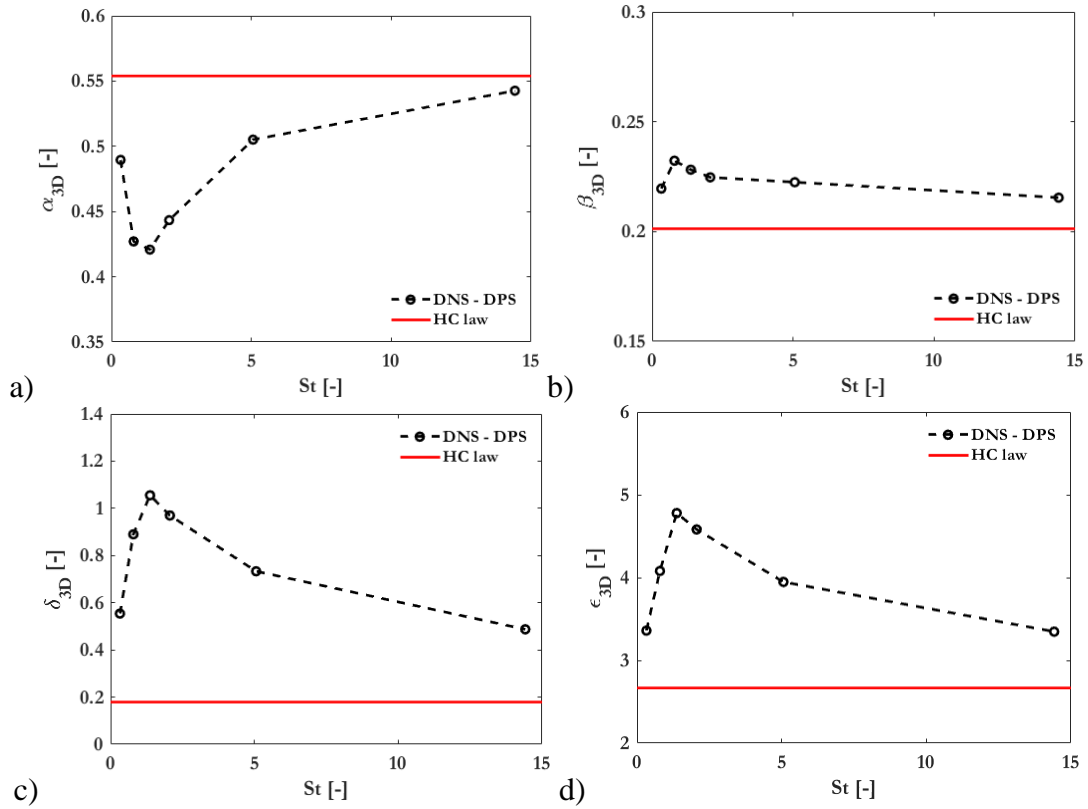 0.6
0.55
0.5
0.45
0.4
0.35
α3D [-]
DNS - DPS
HC law
0 5 10 15
St [-]
a)
0.3
0.25
0.2
0.15
β3D [-]
DNS - DPS
HC law
0 5 10 15
St [-]
b)
1.4
1.2
1
0.8
0.6
0.4
0.2
0
δ3D [-]
DNS - DPS
HC law
0 5 10 15
St [-]
c)
6
5
4
3
2
ϵ3D [-]
DNS - DPS
HC law
0 5 10 15
St [-]
d)